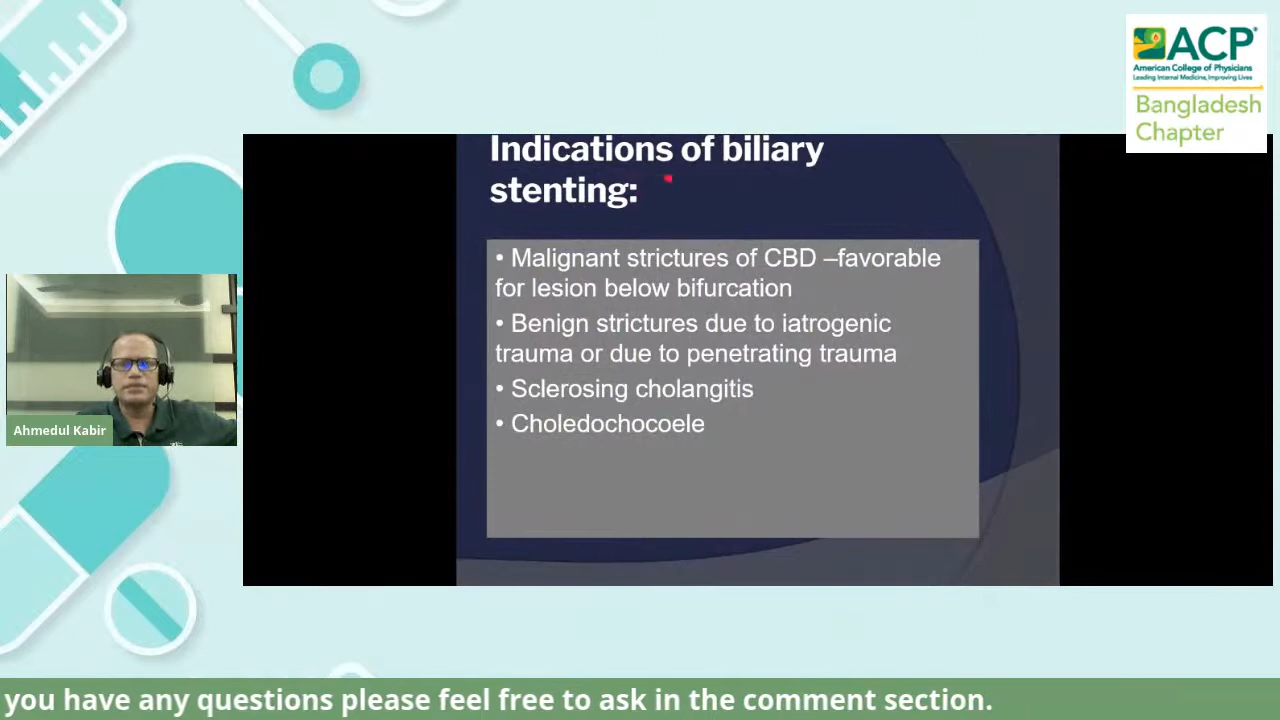 ACP®
American College of Physicians
Leading Internal Medicine, Improving Lives
Bangladesh
Chapter
Indications of biliary
stenting:
• Malignant strictures of CBD –favorable
for lesion below bifurcation
• Benign strictures due to iatrogenic
trauma or due to penetrating trauma
• Sclerosing cholangitis
• Choledochocoele
Ahmedul Kabir
you have any questions please feel free to ask in the comment section.